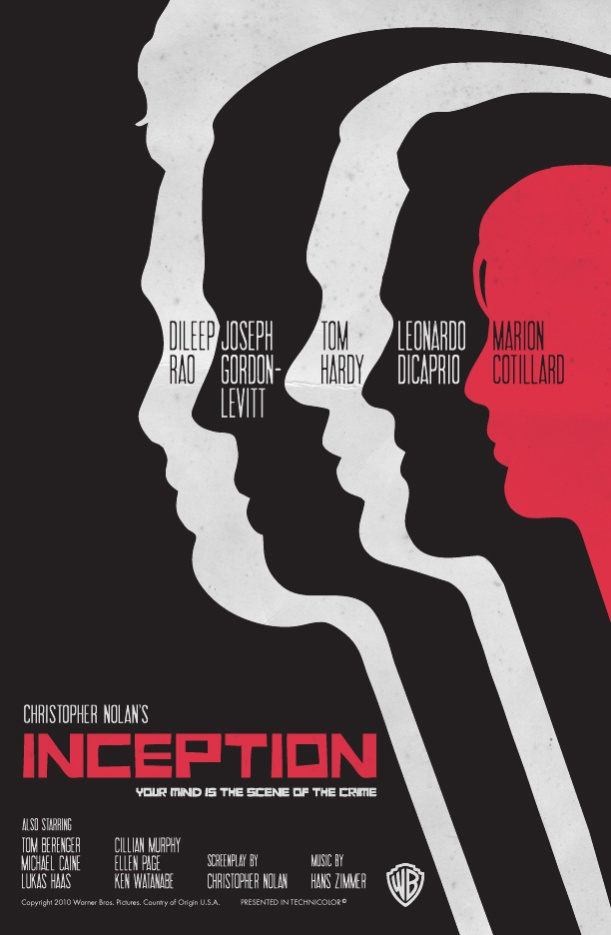 DILEEP
RAO
JOSEPH
GORDON-
LEVITT
TOM
HARDY
LEONARDO
DICAPRIO
MARION
COTILLARD
CHRISTOPHER NOLAN'S
INCEPTION
YOUR MIND IS THE SCENE OF THE CRIME
ALSO STARRING
TOM BERENGER
MICHAEL CAINE
LUKAS HAAS
CILLIAN MURPHY
ELLEN PAGE
KEN WATANABE
SCREENPLAY BY
CHRISTOPHER NOLAN
MUSIC BY
HANS ZIMMER
WB
Copyright 2010 Warner Bros. Pictures. Country of Origin U.S.A. PRESENTED IN TECHNICOLOR©